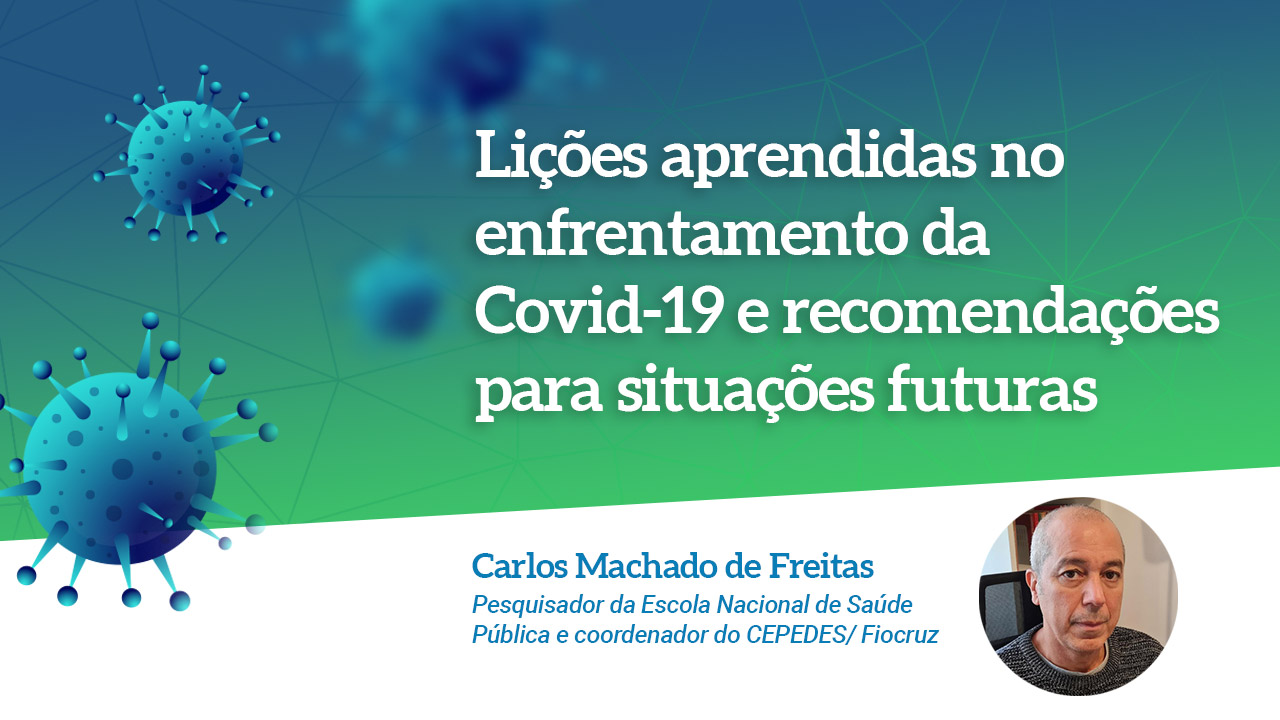 Lições aprendidas no
enfrentamento da
Covid-19 e recomendações
para situações futuras
Carlos Machado de Freitas
Pesquisador da Escola Nacional de Saúde
Pública e coordenador do CEPEDES/ Fiocruz